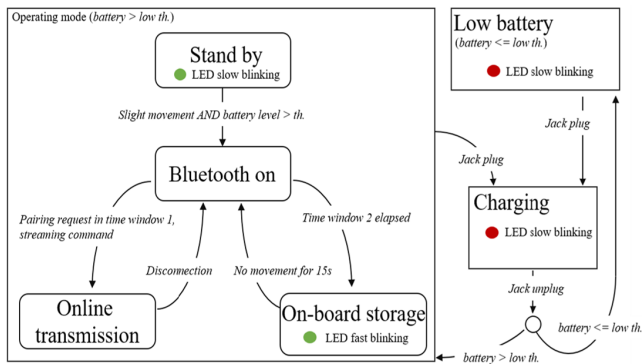 Operating mode (battery > low th.)
Stand by
LED slow blinking
Slight movement AND battery level > th.
Bluetooth on
Pairing request in time window 1,
streaming command
Time window 2 elapsed
Disconnection
No movement for 15s
Online
transmission
On-board storage
LED fast blinking
Low battery
(battery <= low th.)
LED slow blinking
Jack plug
Jack plug
Charging
LED slow blinking
Jack unplug
battery <= low th.
battery > low th.